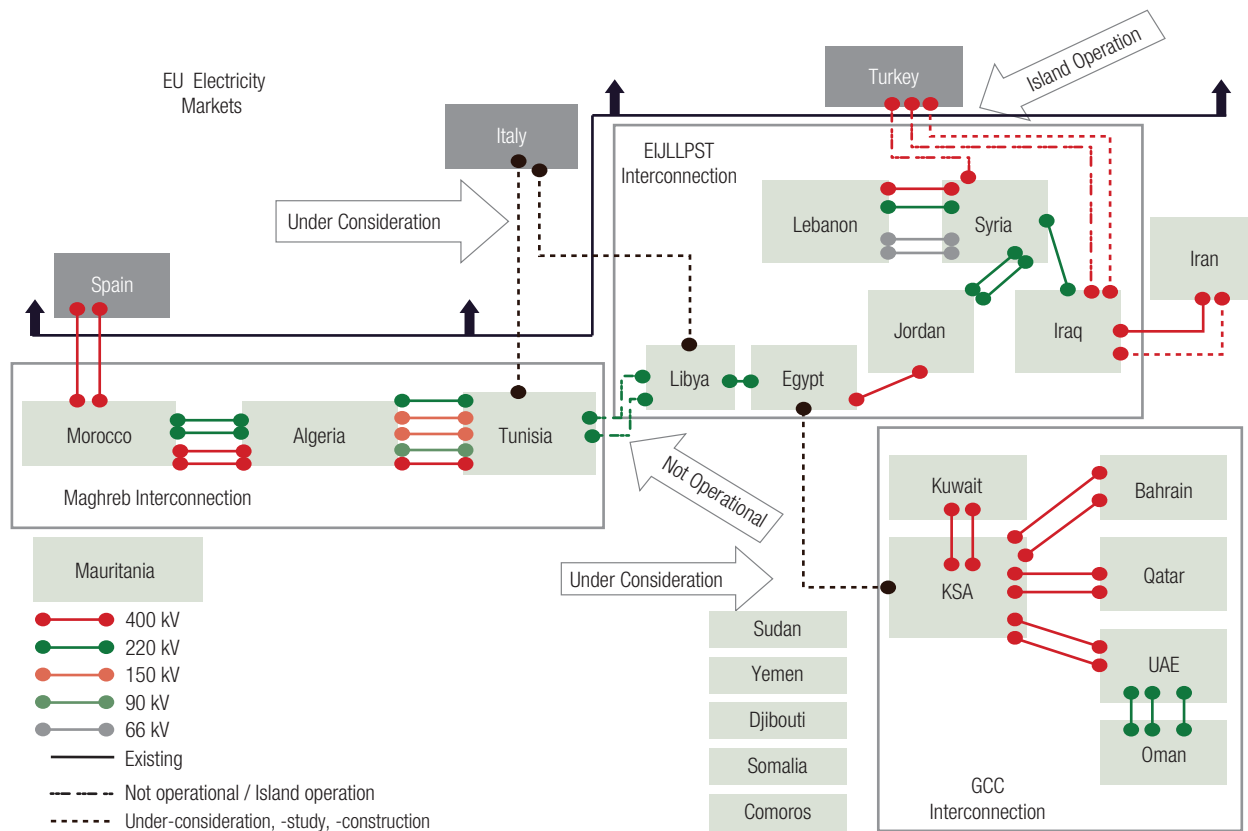 EU Electricity
Markets
Turkey
Island Operation
Italy
EIJLLPST
Interconnection
Under Consideration
Lebanon
Syria
Iran
Spain
Jordan
Iraq
Libya
Egypt
Morocco
Algeria
Tunisia
Not Operational
Maghreb Interconnection
Kuwait
Bahrain
Mauritania
Under Consideration
KSA
Qatar
400 kV
220 kV
150 kV
90 kV
66 kV
Existing
Not operational / Island operation
Under-consideration, -study, -construction
Sudan
Yemen
Djibouti
Somalia
Comoros
UAE
Oman
GCC
Interconnection